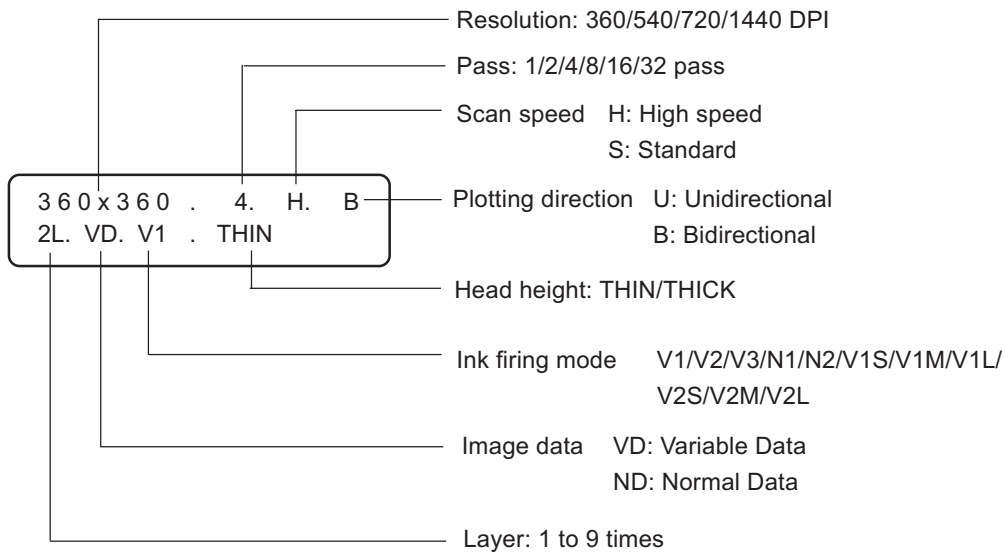 Resolution: 360/540/720/1440 DPI
Pass: 1/2/4/8/16/32 pass
Scan speed H: High speed
S: Standard
360x360 . 4. H. B
Plotting direction U: Unidirectional
2L. VD. V1 . THIN
B: Bidirectional
Head height: THIN/THICK
Ink firing mode V1/V2/V3/N1/N2/V1S/V1M/V1L/
V2S/V2M/V2L
Image data VD: Variable Data
ND: Normal Data
Layer: 1 to 9 times